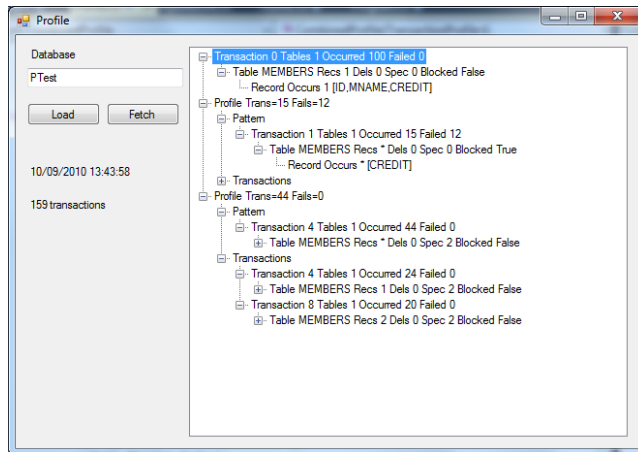 Profile
Database
PTest
Load
Fetch
10/09/2010 13:43:58
159 transactions
Transaction 0 Tables 1 Occurred 100 Failed 0
Table MEMBERS Recs 1 Dels 0 Spec 0 Blocked False
Record Occurs 1 [ID,MNAME,CREDIT]
Profile Trans=15 Fails=12
Pattern
Transaction 1 Tables 1 Occurred 15 Failed 12
Table MEMBERS Recs * Dels 0 Spec 0 Blocked True
Record Occurs * [CREDIT]
Transactions
Profile Trans=44 Fails=0
Pattern
Transaction 4 Tables 1 Occurred 44 Failed 0
Table MEMBERS Recs * Dels 0 Spec 2 Blocked False
Transactions
Transaction 4 Tables 1 Occurred 24 Failed 0
Table MEMBERS Recs 1 Dels 0 Spec 2 Blocked False
Transaction 8 Tables 1 Occurred 20 Failed 0
Table MEMBERS Recs 2 Dels 0 Spec 2 Blocked False